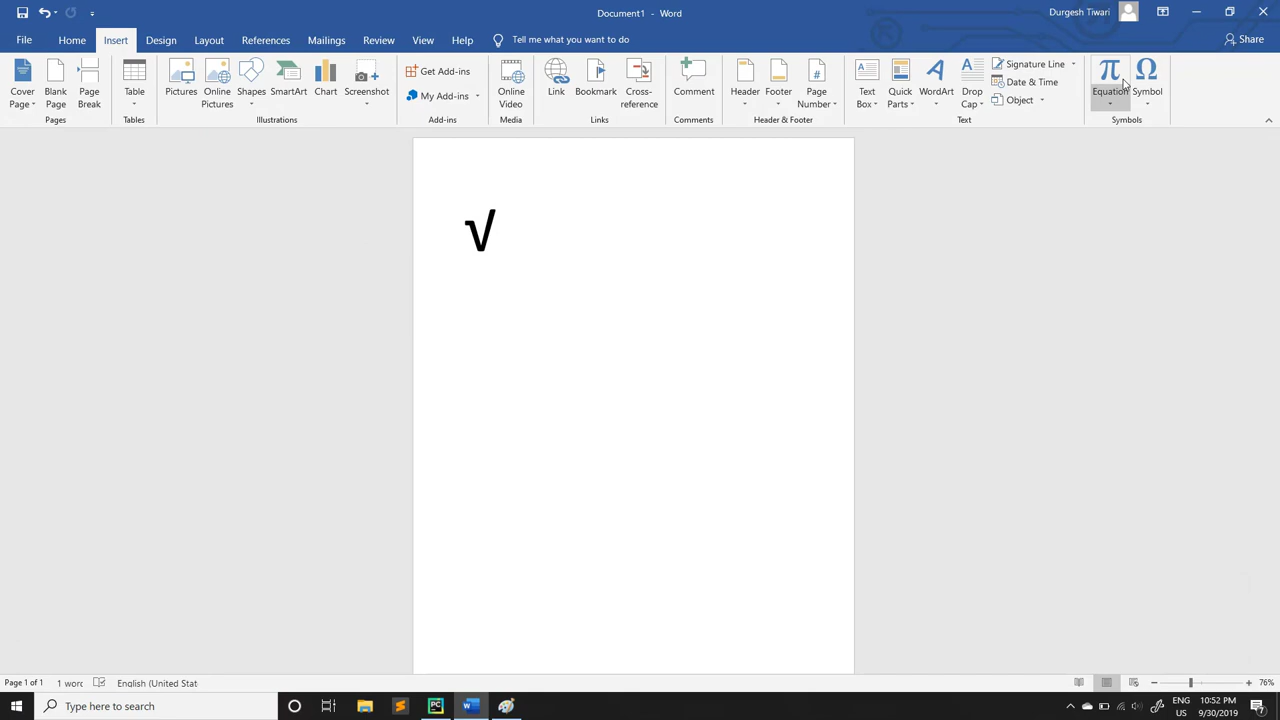 Document1 - Word
Durgesh Tiwari
File Home Insert Design Layout References Mailings Review View Help Tell me what you want to do Share
Cover Page
Blank Page
Page Break
Table
Pictures
Online Pictures
Shapes
SmartArt
Chart
Screenshot
Get Add-ins
My Add-ins
Online Video
Link
Bookmark
Cross-reference
Comment
Header
Footer
Page Number
Text Box
Quick Parts
WordArt
Drop Cap
Signature Line
Date & Time
Object
π Equation
Ω Symbol
Pages Tables Illustrations Add-ins Media Links Comments Header & Footer Text Symbols
√
Page 1 of 1 1 word English (United Stat 76%
Type here to search
ENG US
10:52 PM
9/30/2019
7